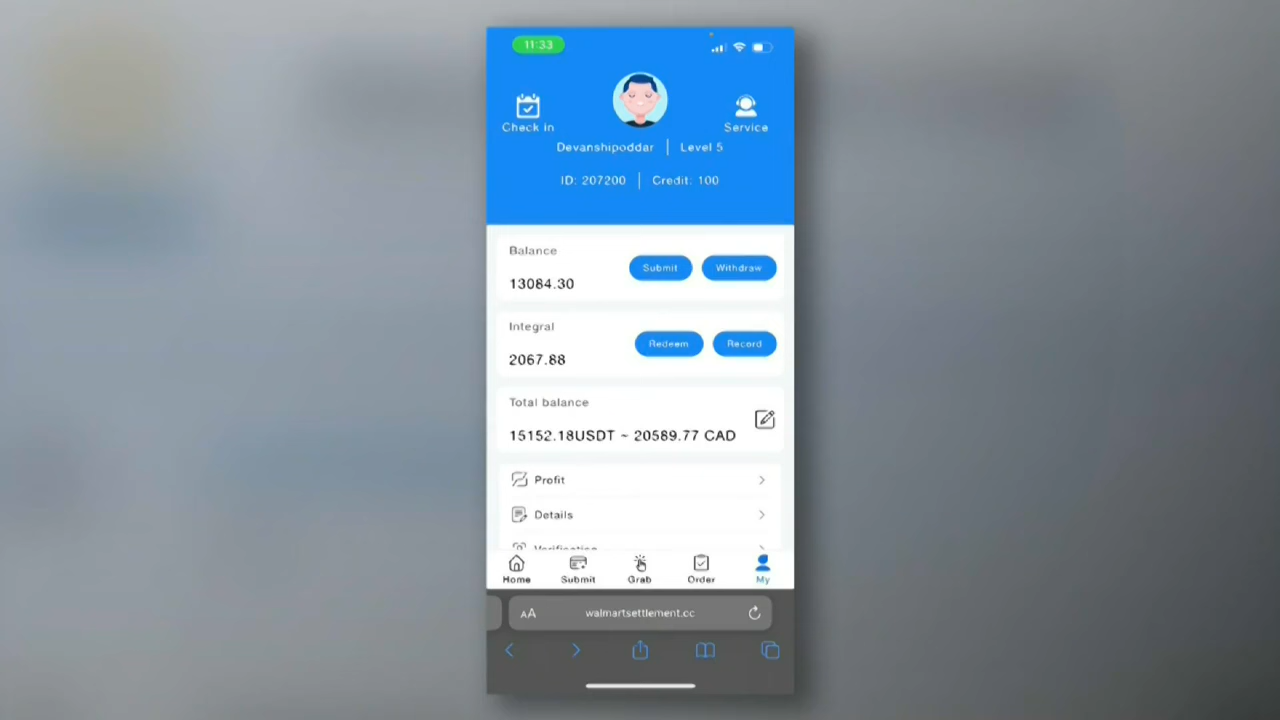 11:33
Check In
Service
Devanshipoddar | Level 5
ID: 207200 | Credit: 100
Balance
13084.30
Submit
Withdraw
Integral
2067.88
Redeem
Record
Total balance
15152.18USDT ~ 20589.77 CAD
Profit
Details
Verification
Home
Submit
Grab
Order
My
AA
walmartsettlement.cc